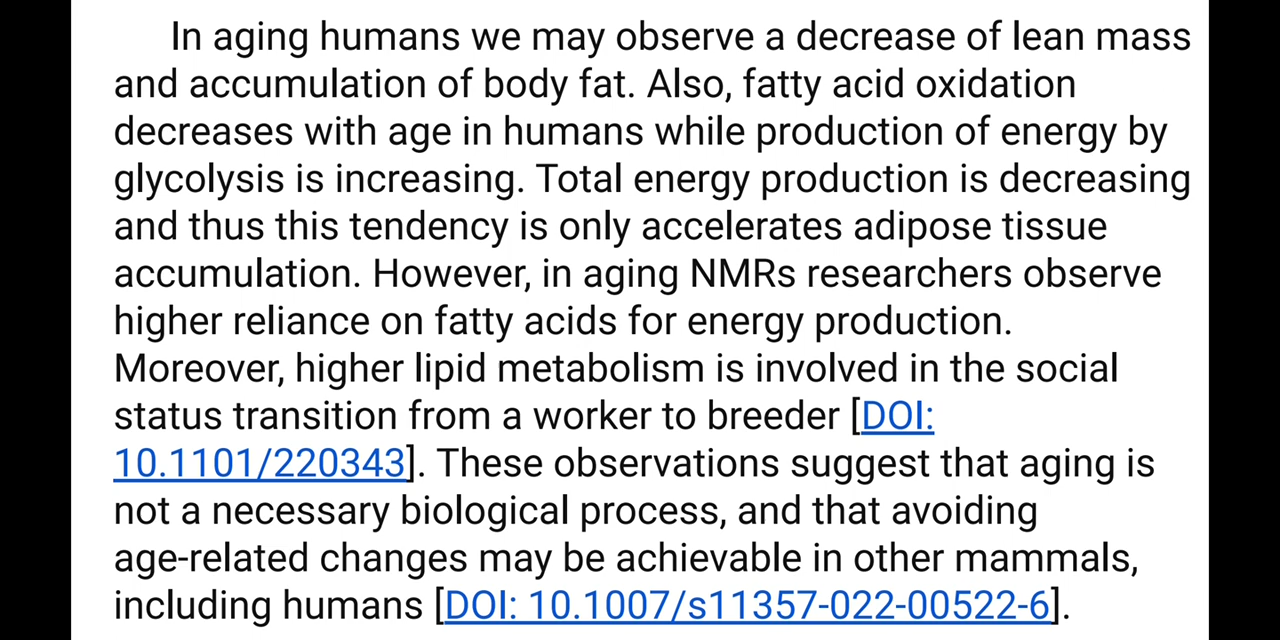 In aging humans we may observe a decrease of lean mass
and accumulation of body fat. Also, fatty acid oxidation
decreases with age in humans while production of energy by
glycolysis is increasing. Total energy production is decreasing
and thus this tendency is only accelerates adipose tissue
accumulation. However, in aging NMRs researchers observe
higher reliance on fatty acids for energy production.
Moreover, higher lipid metabolism is involved in the social
status transition from a worker to breeder [DOI:
10.1101/220343]. These observations suggest that aging is
not a necessary biological process, and that avoiding
age-related changes may be achievable in other mammals,
including humans [DOI: 10.1007/s11357-022-00522-6].